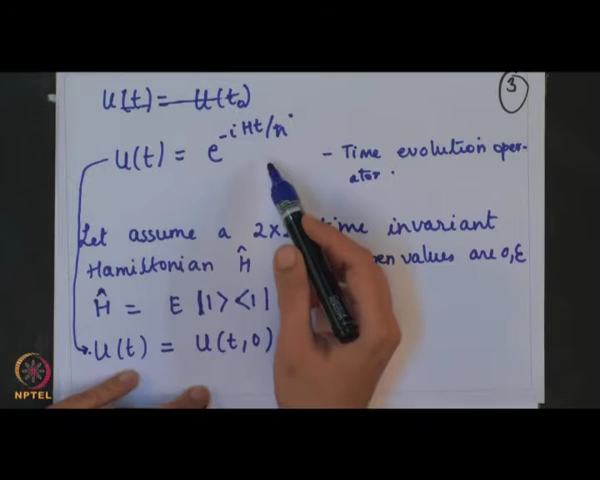 3
U(t) = U(t₀)
U(t) = e^{-iHt/ħ} - Time evolution oper-
ator.
Let assume a time invariant
Hamiltonian Ĥ values are 0, E
Ĥ = E |1> <1|
U(t) = U(t, 0)
NPTEL